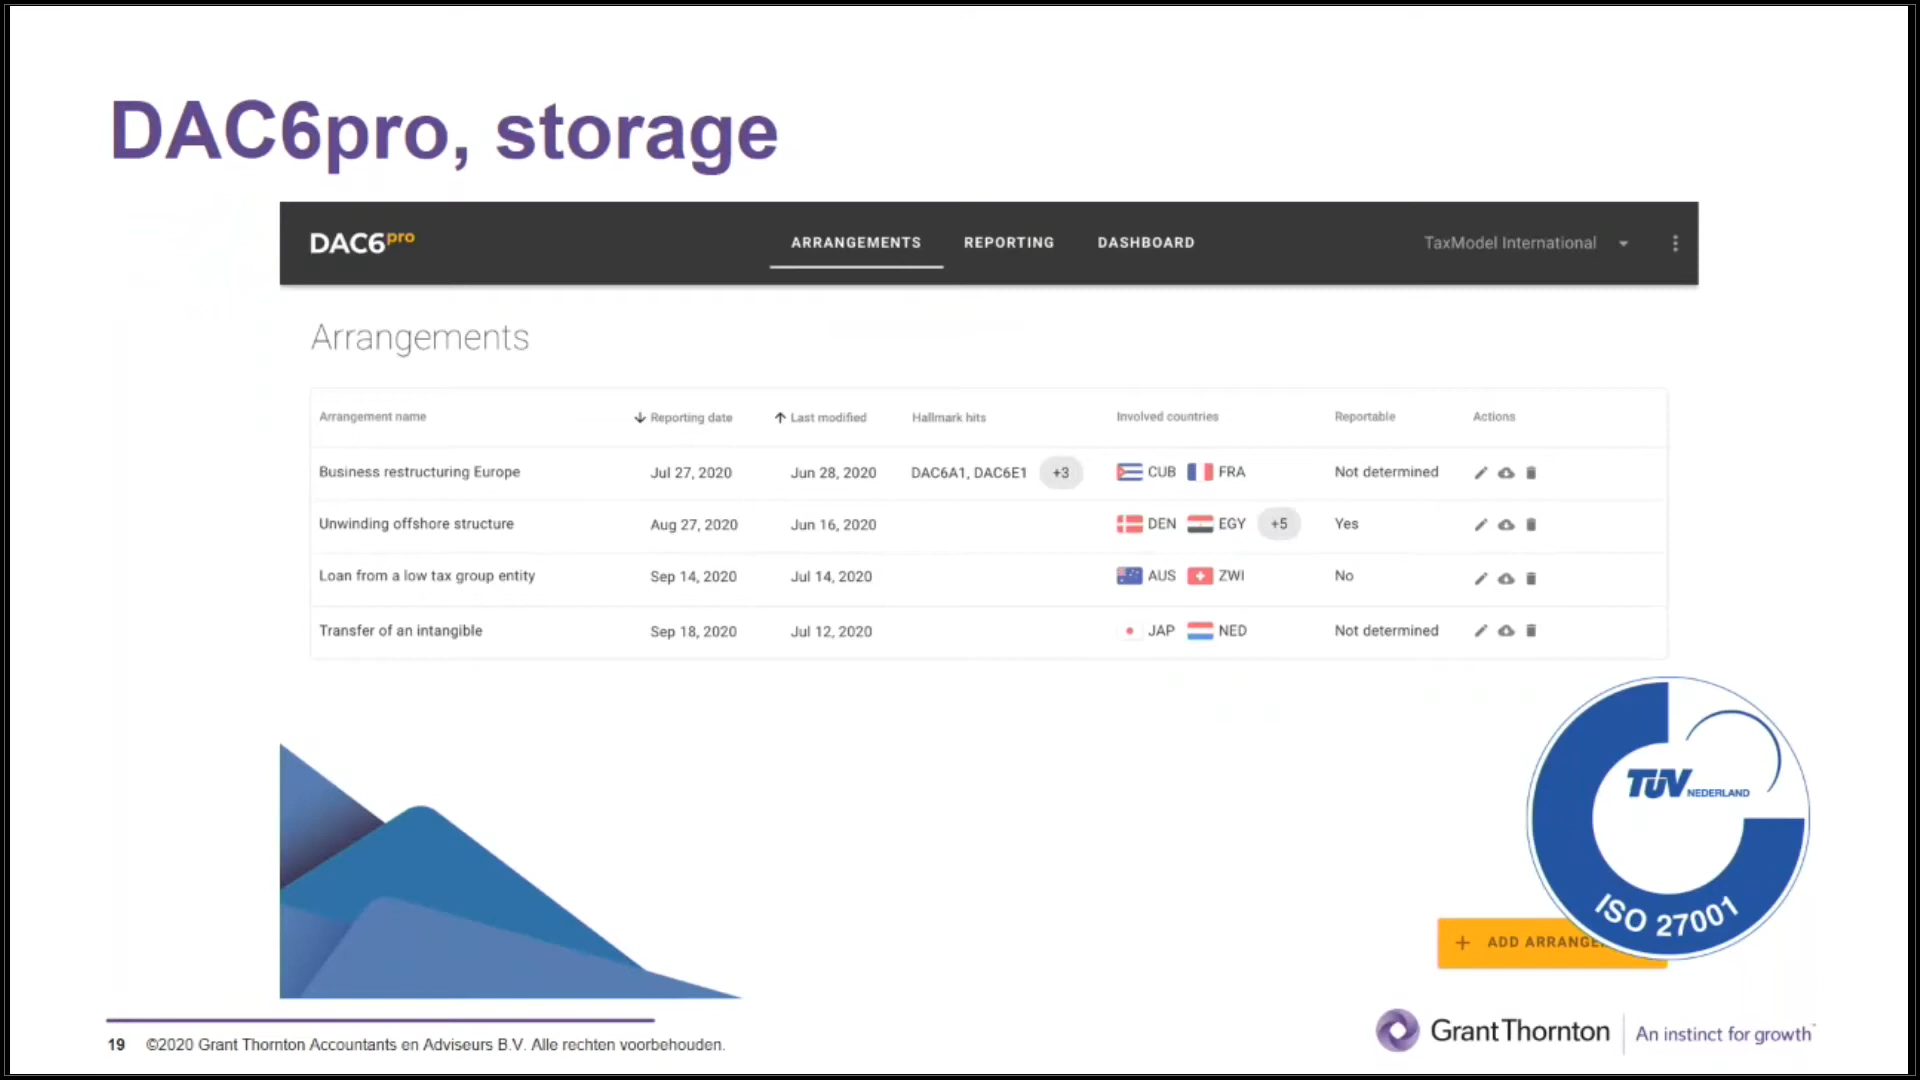 DAC6pro, storage
DAC6pro ARRANGEMENTS REPORTING DASHBOARD TaxModel International
Arrangements
Arrangement name Reporting date Last modified Hallmark hits Involved countries Reportable Actions
Business restructuring Europe Jul 27, 2020 Jun 28, 2020 DAC6A1, DAC6E1 +3 CUB FRA Not determined
Unwinding offshore structure Aug 27, 2020 Jun 16, 2020 DEN EGY +5 Yes
Loan from a low tax group entity Sep 14, 2020 Jul 14, 2020 AUS ZWI No
Transfer of an intangible Sep 18, 2020 Jul 12, 2020 JAP NED Not determined
TÜV NEDERLAND
ISO 27001
+ ADD ARRANGE
19 ©2020 Grant Thornton Accountants en Adviseurs B.V. Alle rechten voorbehouden.
Grant Thornton An instinct for growth